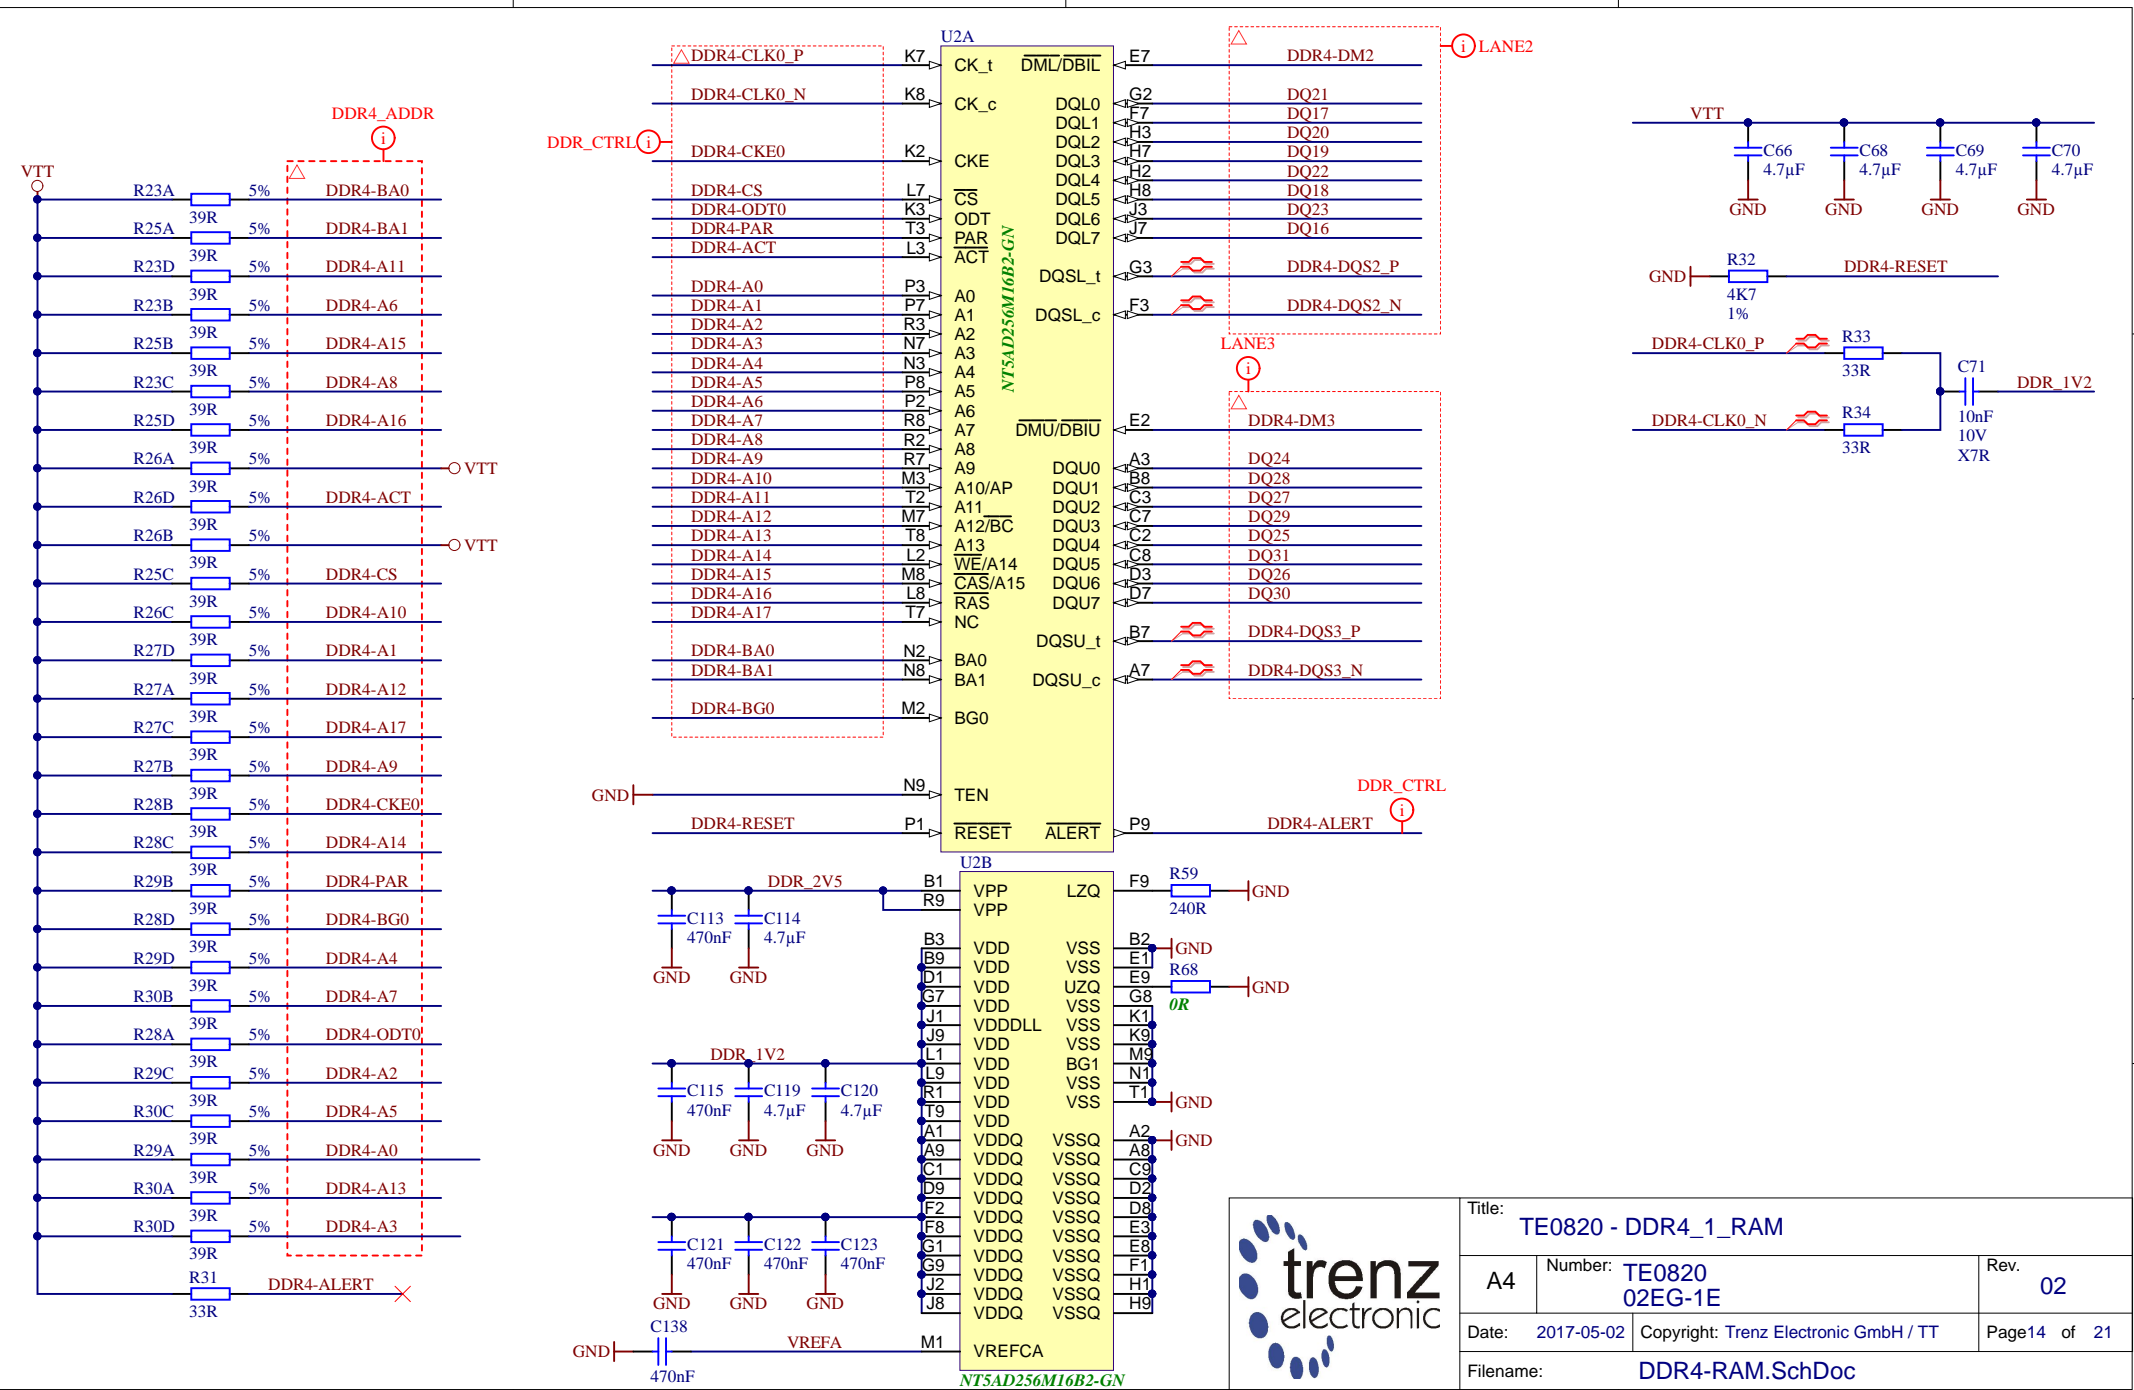 DDR4_ADDR
VTT
R23A 39R 5% DDR4-BA0
R25A 39R 5% DDR4-BA1
R23D 39R 5% DDR4-A11
R23B 39R 5% DDR4-A6
R25B 39R 5% DDR4-A15
R23C 39R 5% DDR4-A8
R25D 39R 5% DDR4-A16
R26A 39R 5% VTT
R26D 39R 5% DDR4-ACT
R26B 39R 5% VTT
R25C 39R 5% DDR4-CS
R26C 39R 5% DDR4-A10
R27D 39R 5% DDR4-A1
R27A 39R 5% DDR4-A12
R27C 39R 5% DDR4-A17
R27B 39R 5% DDR4-A9
R28B 39R 5% DDR4-CKE0
R28C 39R 5% DDR4-A14
R29B 39R 5% DDR4-PAR
R28D 39R 5% DDR4-BG0
R29D 39R 5% DDR4-A4
R30B 39R 5% DDR4-A7
R28A 39R 5% DDR4-ODT0
R29C 39R 5% DDR4-A2
R30C 39R 5% DDR4-A5
R29A 39R 5% DDR4-A0
R30A 39R 5% DDR4-A13
R30D 39R 5% DDR4-A3
R31 33R DDR4-ALERT
U2A
NT5AD256M16B2-GN
DDR_CTRL
DDR4-CLK0_P K7 CK_t
DDR4-CLK0_N K8 CK_c
DDR4-CKE0 K2 CKE
DDR4-CS L7 CS
DDR4-ODT0 K3 ODT
DDR4-PAR T3 PAR
DDR4-ACT L3 ACT
DDR4-A0 P3 A0
DDR4-A1 P7 A1
DDR4-A2 R3 A2
DDR4-A3 N7 A3
DDR4-A4 N3 A4
DDR4-A5 P8 A5
DDR4-A6 P2 A6
DDR4-A7 R8 A7
DDR4-A8 R2 A8
DDR4-A9 R7 A9
DDR4-A10 M3 A10/AP
DDR4-A11 T2 A11
DDR4-A12 M7 A12/BC
DDR4-A13 T8 A13
DDR4-A14 L2 WE/A14
DDR4-A15 M8 CAS/A15
DDR4-A16 L8 RAS
DDR4-A17 T7 NC
DDR4-BA0 N2 BA0
DDR4-BA1 N8 BA1
DDR4-BG0 M2 BG0
GND N9 TEN
DDR4-RESET P1 RESET
LANE2
DML/DBIL E7 DDR4-DM2
DQL0 G2 DQ21
DQL1 F7 DQ17
DQL2 H3 DQ20
DQL3 H7 DQ19
DQL4 H2 DQ22
DQL5 H8 DQ18
DQL6 J3 DQ23
DQL7 J7 DQ16
DQSL_t G3 DDR4-DQS2_P
DQSL_c F3 DDR4-DQS2_N
LANE3
DMU/DBIU E2 DDR4-DM3
DQU0 A3 DQ24
DQU1 B8 DQ28
DQU2 C3 DQ27
DQU3 C7 DQ29
DQU4 C2 DQ25
DQU5 C8 DQ31
DQU6 D3 DQ26
DQU7 D7 DQ30
DQSU_t B7 DDR4-DQS3_P
DQSU_c A7 DDR4-DQS3_N
DDR_CTRL
ALERT P9 DDR4-ALERT
U2B
DDR_2V5 B1 VPP
R9 VPP
C113 470nF GND
C114 4.7µF GND
B3 VDD
B9 VDD
D1 VDD
G7 VDD
J1 VDDDLL
J9 VDD
DDR_1V2 L1 VDD
L9 VDD
R1 VDD
T9 VDD
C115 470nF GND
C119 4.7µF GND
C120 4.7µF GND
A1 VDDQ
A9 VDDQ
C1 VDDQ
D9 VDDQ
F2 VDDQ
F8 VDDQ
G1 VDDQ
G9 VDDQ
J2 VDDQ
J8 VDDQ
C121 470nF GND
C122 470nF GND
C123 470nF GND
GND C138 470nF VREFA M1 VREFCA
LZQ F9 R59 240R GND
VSS B2 GND
VSS E1
UZQ E9 R68 0R GND
VSS G8
VSS K1
VSS K9
BG1 M9
VSS N1
VSS T1 GND
VSSQ A2 GND
VSSQ A8
VSSQ C9
VSSQ D2
VSSQ D8
VSSQ E3
VSSQ E8
VSSQ F1
VSSQ H1
VSSQ H9
NT5AD256M16B2-GN
VTT
C66 4.7µF GND
C68 4.7µF GND
C69 4.7µF GND
C70 4.7µF GND
GND R32 4K7 1% DDR4-RESET
DDR4-CLK0_P R33 33R
DDR4-CLK0_N R34 33R
C71 10nF 10V X7R DDR_1V2
trenz
electronic
Title:
TE0820 - DDR4_1_RAM
A4
Number: TE0820
02EG-1E
Rev.
02
Date: 2017-05-02 Copyright: Trenz Electronic GmbH / TT Page14 of 21
Filename: DDR4-RAM.SchDoc